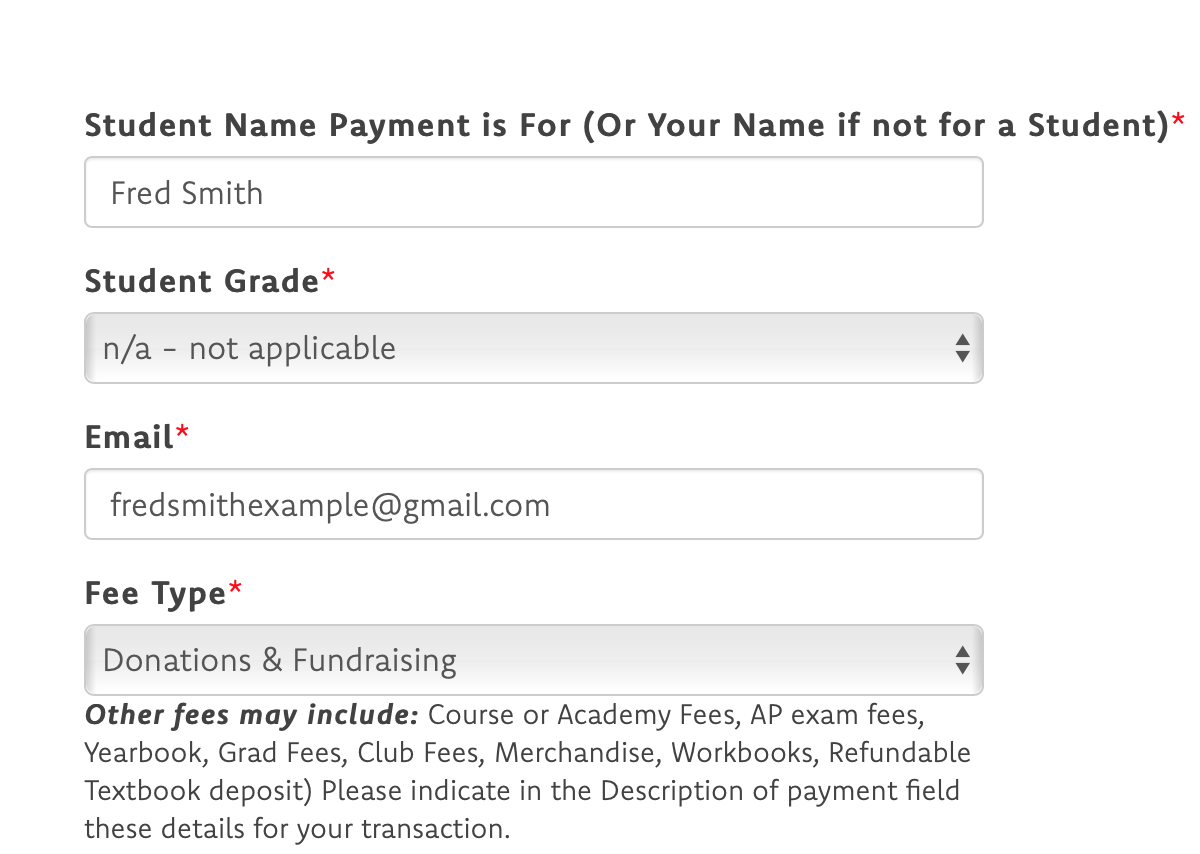 Student Name Payment is For (Or Your Name if not for a Student)*
Fred Smith
Student Grade*
n/a - not applicable
Email*
fredsmithexample@gmail.com
Fee Type*
Donations & Fundraising
Other fees may include: Course or Academy Fees, AP exam fees,
Yearbook, Grad Fees, Club Fees, Merchandise, Workbooks, Refundable
Textbook deposit) Please indicate in the Description of payment field
these details for your transaction.